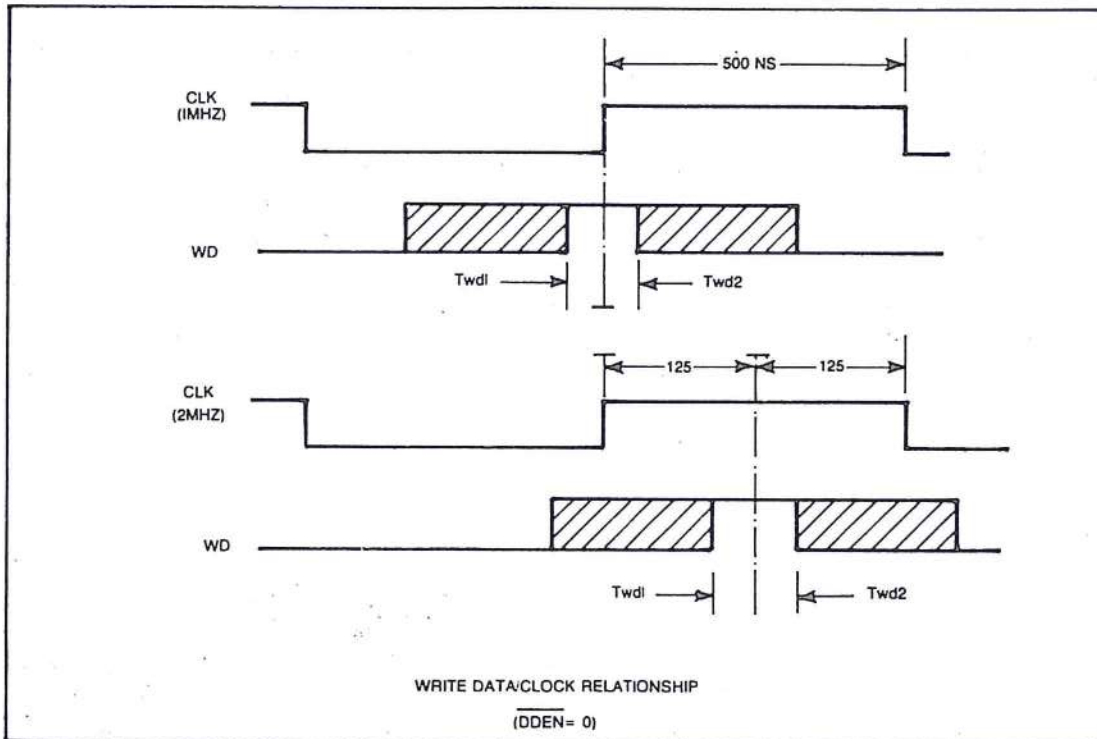 500 NS
CLK
(1MHZ)
WD
Twdl
Twd2
125
125
CLK
(2MHZ)
WD
Twdl
Twd2
WRITE DATA/CLOCK RELATIONSHIP
(DDEN= 0)